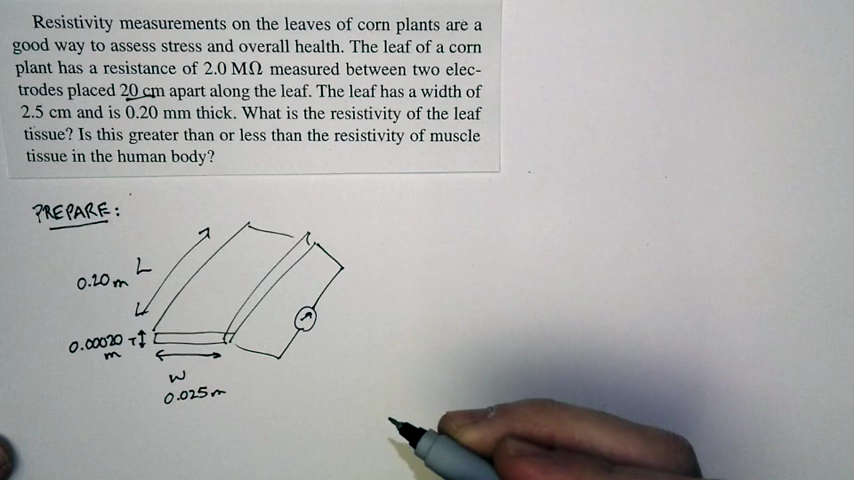 Resistivity measurements on the leaves of corn plants are a
good way to assess stress and overall health. The leaf of a corn
plant has a resistance of 2.0 MΩ measured between two elec-
trodes placed 20 cm apart along the leaf. The leaf has a width of
2.5 cm and is 0.20 mm thick. What is the resistivity of the leaf
tissue? Is this greater than or less than the resistivity of muscle
tissue in the human body?
PREPARE:
L
0.20m
0.00020 T
m
W
0.025m